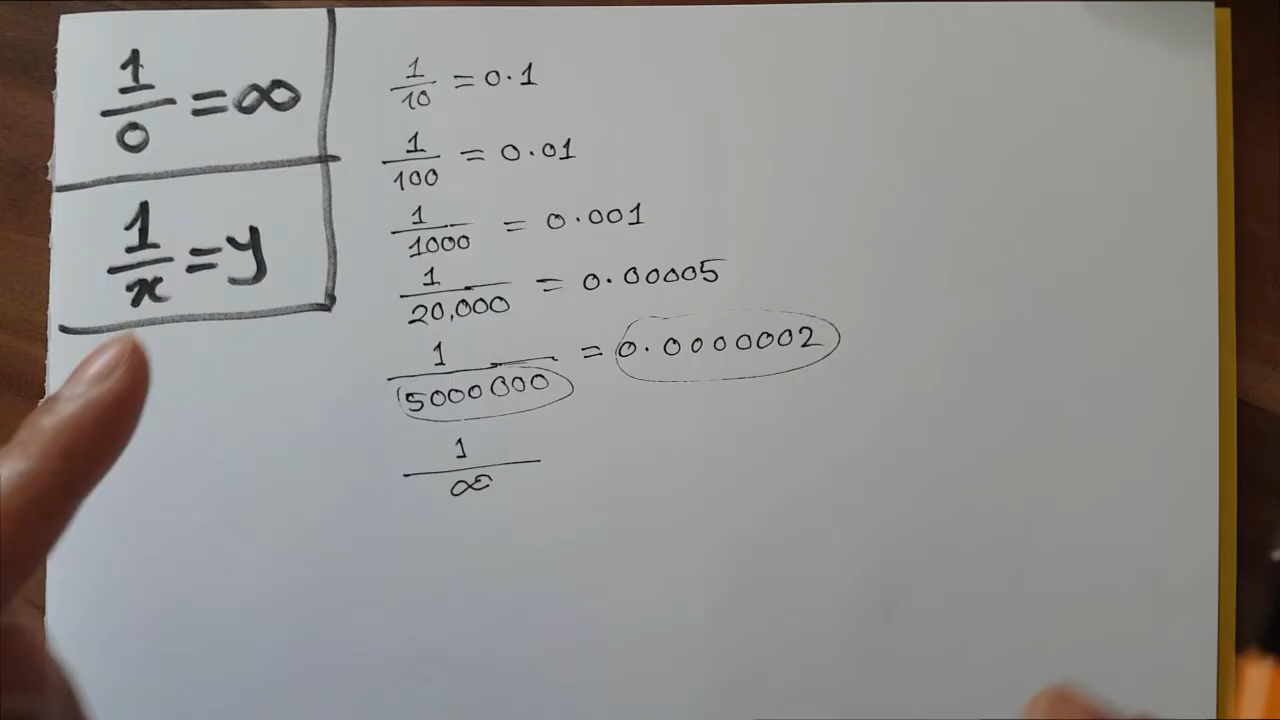 1/0 = ∞
1/x = y
1/10 = 0.1
1/100 = 0.01
1/1000 = 0.001
1/20,000 = 0.00005
1/5000000 = 0.0000002
1/∞